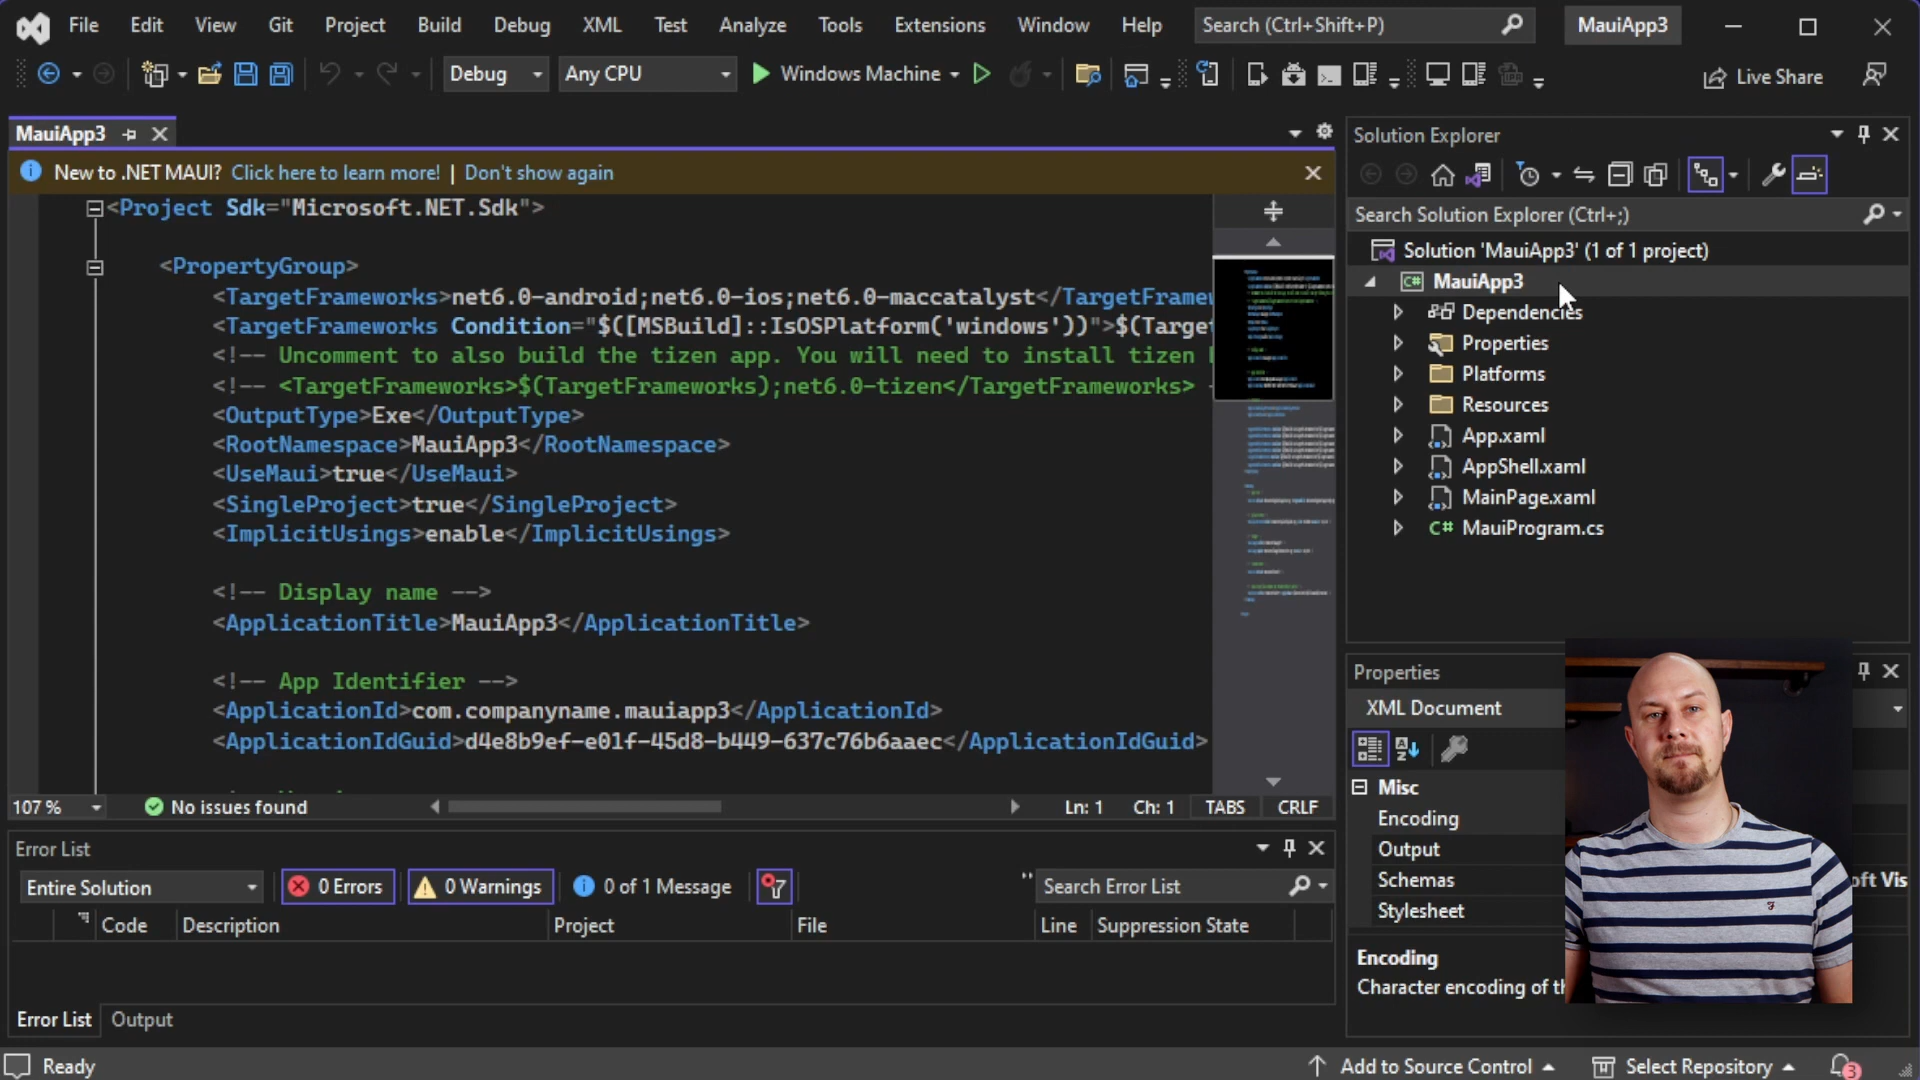 File Edit View Git Project Build Debug XML Test Analyze Tools Extensions Window Help Search (Ctrl+Shift+P) MauiApp3
Debug Any CPU Windows Machine Live Share
MauiApp3
New to .NET MAUI? Click here to learn more! | Don't show again
<Project Sdk="Microsoft.NET.Sdk">
<PropertyGroup>
<TargetFrameworks>net6.0-android;net6.0-ios;net6.0-maccatalyst</TargetFramew
<TargetFrameworks Condition="$([MSBuild]::IsOSPlatform('windows'))">$(Target
<!-- Uncomment to also build the tizen app. You will need to install tizen
<!-- <TargetFrameworks>$(TargetFrameworks);net6.0-tizen</TargetFrameworks> -
<OutputType>Exe</OutputType>
<RootNamespace>MauiApp3</RootNamespace>
<UseMaui>true</UseMaui>
<SingleProject>true</SingleProject>
<ImplicitUsings>enable</ImplicitUsings>
<!-- Display name -->
<ApplicationTitle>MauiApp3</ApplicationTitle>
<!-- App Identifier -->
<ApplicationId>com.companyname.mauiapp3</ApplicationId>
<ApplicationIdGuid>d4e8b9ef-e01f-45d8-b449-637c76b6aaec</ApplicationIdGuid>
107 % No issues found Ln: 1 Ch: 1 TABS CRLF
Error List
Entire Solution 0 Errors 0 Warnings 0 of 1 Message Search Error List
Code Description Project File Line Suppression State
Error List Output
Solution Explorer
Search Solution Explorer (Ctrl+;)
Solution 'MauiApp3' (1 of 1 project)
C# MauiApp3
Dependencies
Properties
Platforms
Resources
App.xaml
AppShell.xaml
MainPage.xaml
C# MauiProgram.cs
Properties
XML Document
Misc
Encoding
Output
Schemas
oft Vis
Stylesheet
Encoding
Character encoding of th
Ready Add to Source Control Select Repository 3